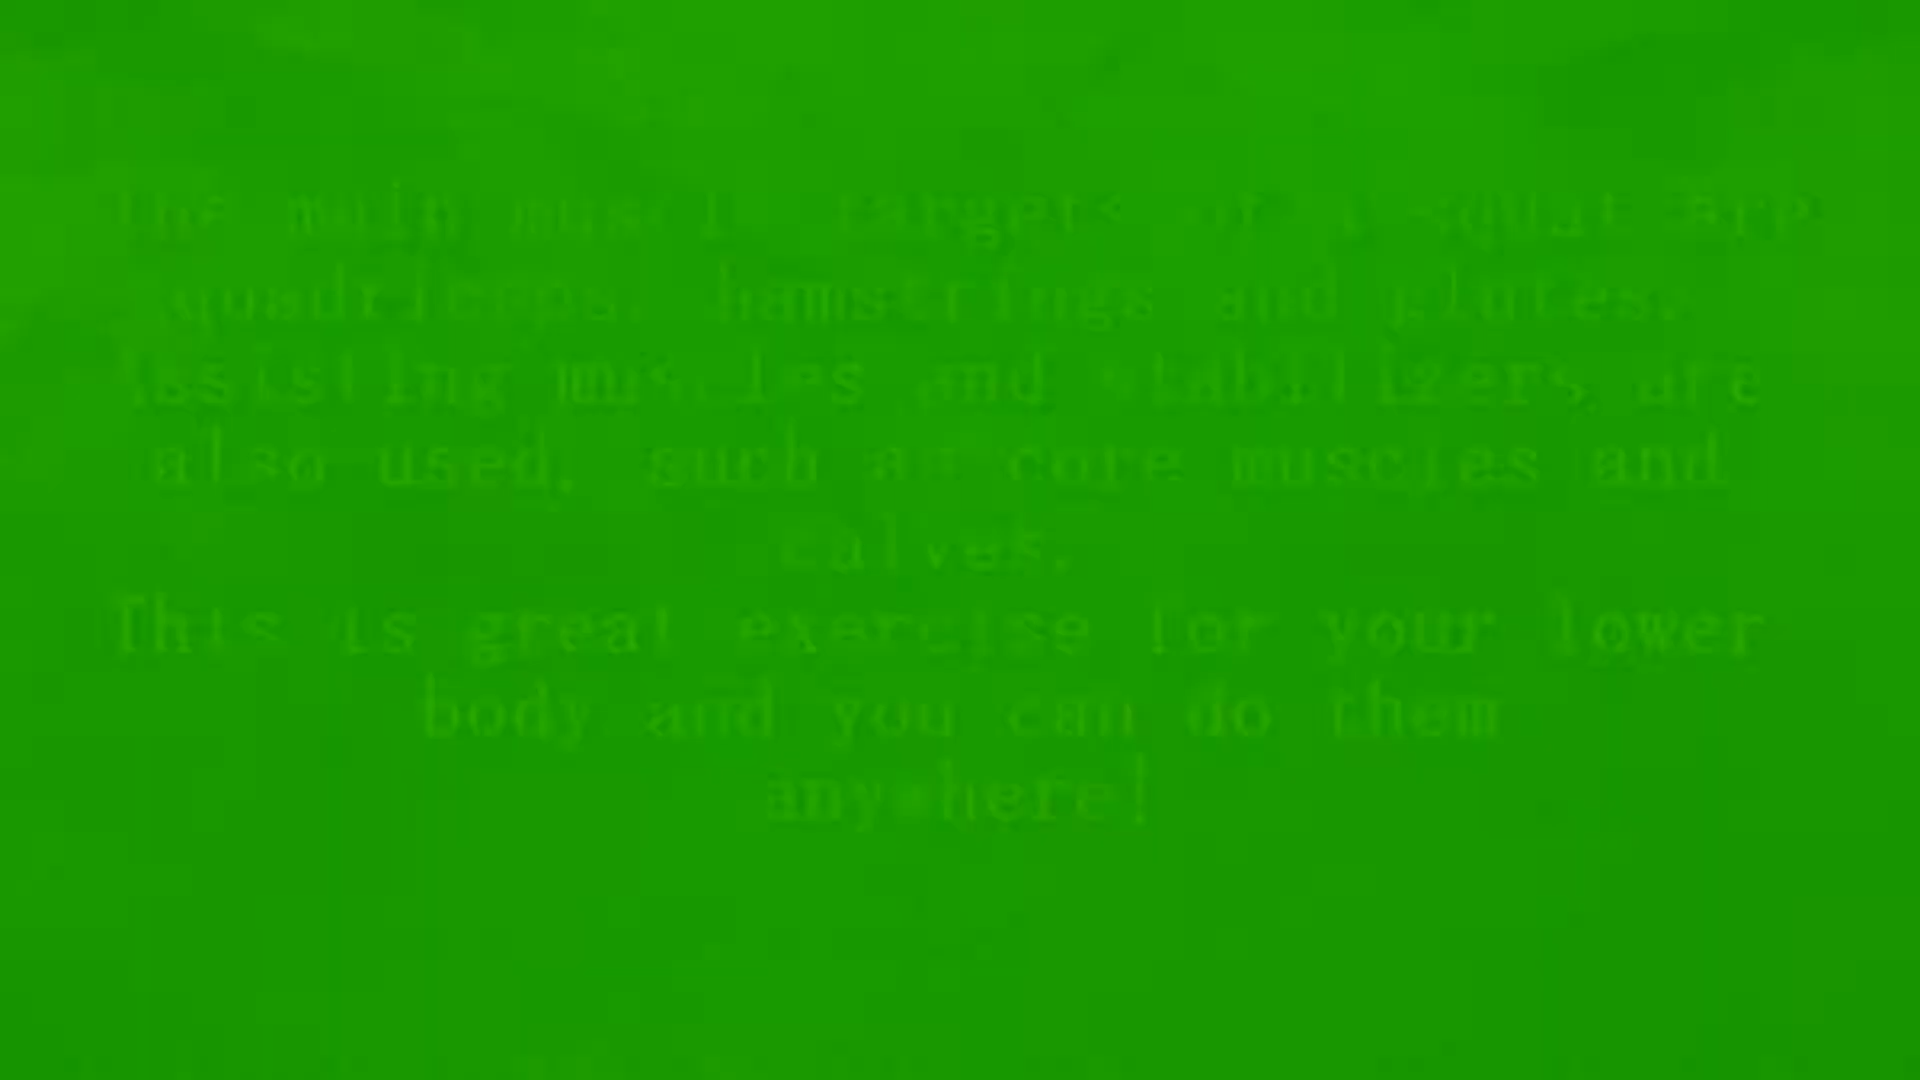 The main muscle targets of a squat are
quadriceps, hamstrings and glutes.
Assisting muscles and stabilizers are
also used, such as core muscles and
calves.
This is great exercise for your lower
body and you can do them
anywhere!